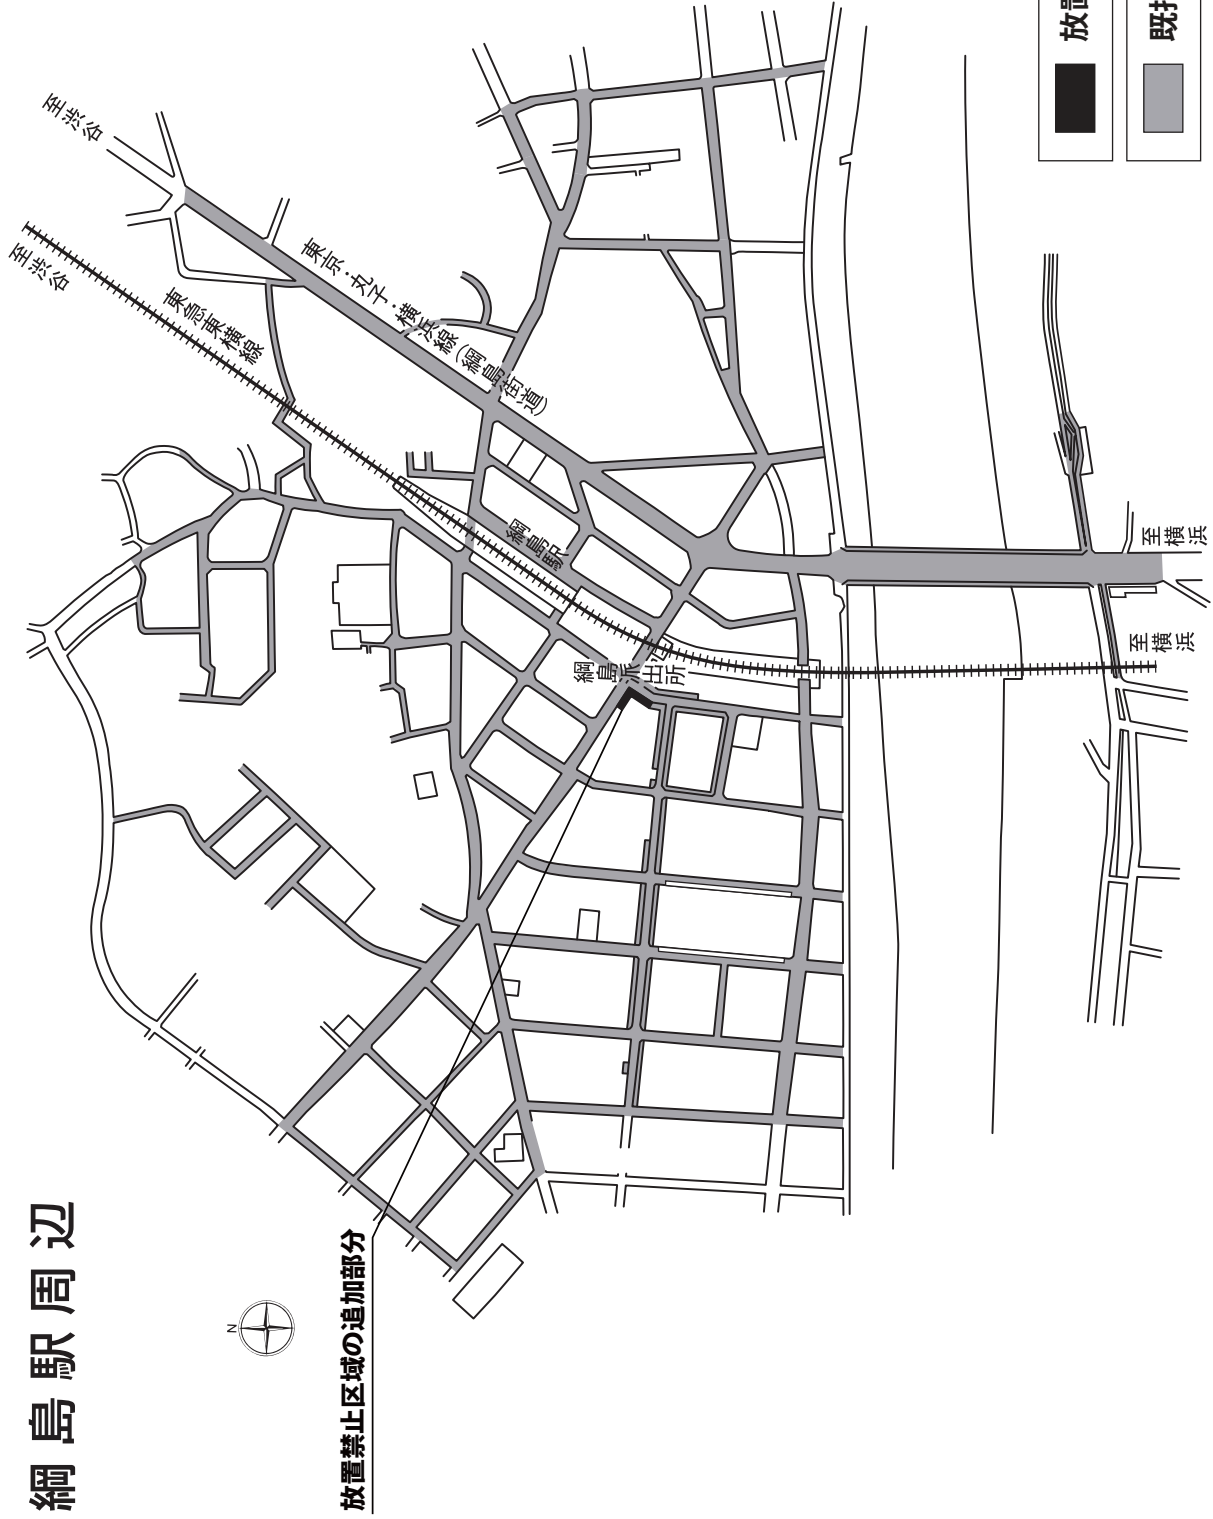 綱島駅周辺
N
放置禁止区域の追加部分
至渋谷
至渋谷
東急東横線
東京・丸子・横浜線(綱島街道)
綱島駅
綱島派出所
至横浜
至横浜
放置
既指